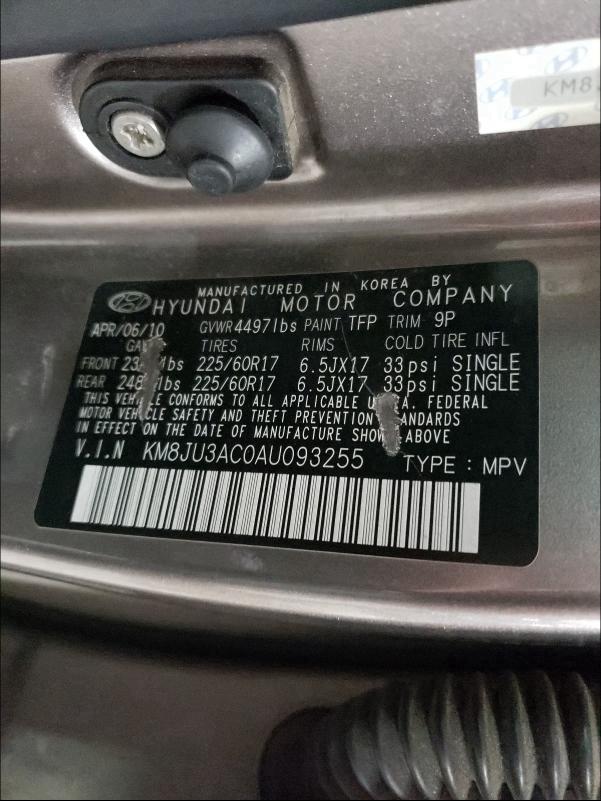 KM8J
MANUFACTURED IN KOREA BY
HYUNDAI MOTOR COMPANY
APR/06/10 GVWR 4497lbs PAINT TFP TRIM 9P
TIRES RIMS COLD TIRE INFL
FRONT lbs 225/60R17 6.5JX17 33psi SINGLE
REAR lbs 225/60R17 6.5JX17 33psi SINGLE
THIS VEHICLE CONFORMS TO ALL APPLICABLE FEDERAL
MOTOR VEHICLE SAFETY AND THEFT PREVENTION
IN EFFECT ON THE DATE OF MANUFACTURE ABOVE
V.I.N KM8JU3AC0AU093255 TYPE : MPV